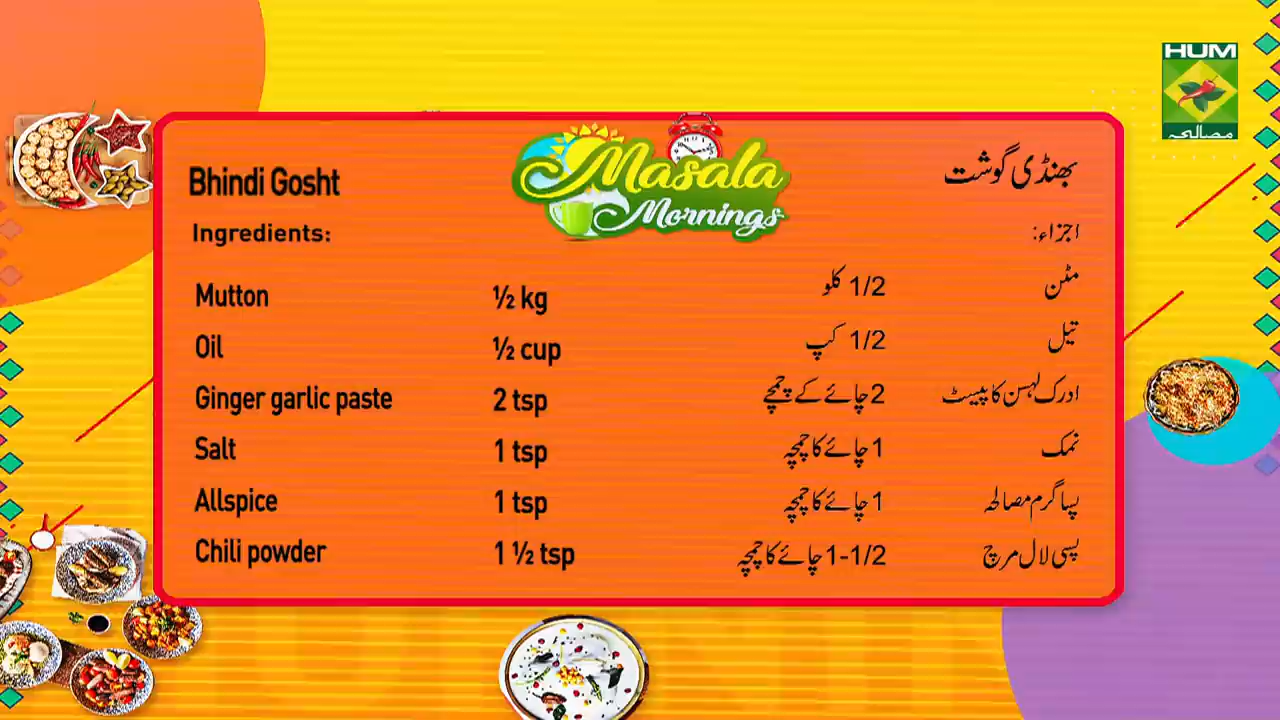 HUM
مصالحہ
Masala
Mornings
Bhindi Gosht بھنڈی گوشت
Ingredients: اجزاء:
Mutton ½ kg 1/2 کلو مٹن
Oil ½ cup 1/2 کپ تیل
Ginger garlic paste 2 tsp 2 چائے کے چمچے ادرک لہسن کا پیسٹ
Salt 1 tsp 1 چائے کا چمچہ نمک
Allspice 1 tsp 1 چائے کا چمچہ پسا گرم مصالحہ
Chili powder 1 ½ tsp 1-1/2 چائے کا چمچہ پسی لال مرچ